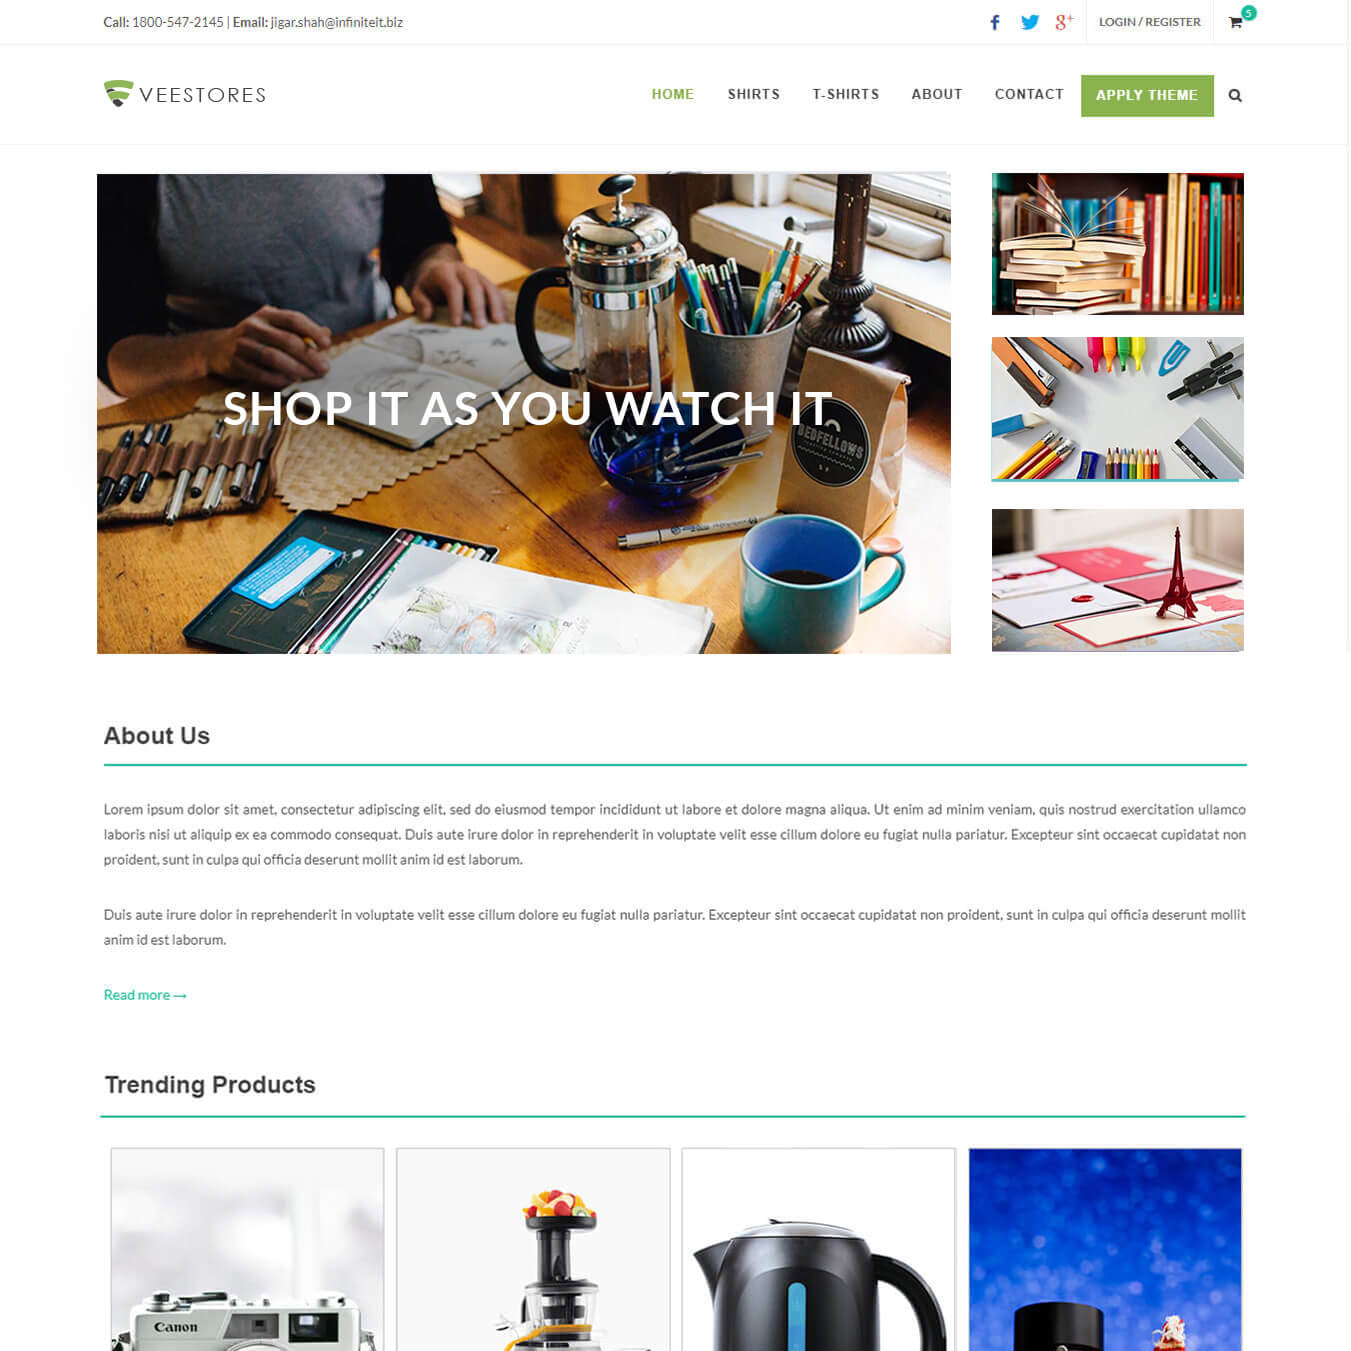 Call: 1800-547-2145 | Email: jigar.shah@infiniteit.biz
LOGIN / REGISTER
5
VEESTORES
HOME SHIRTS T-SHIRTS ABOUT CONTACT APPLY THEME
SHOP IT AS YOU WATCH IT
BEDFELLOWS
About Us
Lorem ipsum dolor sit amet, consectetur adipiscing elit, sed do eiusmod tempor incididunt ut labore et dolore magna aliqua. Ut enim ad minim veniam, quis nostrud exercitation ullamco
laboris nisi ut aliquip ex ea commodo consequat. Duis aute irure dolor in reprehenderit in voluptate velit esse cillum dolore eu fugiat nulla pariatur. Excepteur sint occaecat cupidatat non
proident, sunt in culpa qui officia deserunt mollit anim id est laborum.
Duis aute irure dolor in reprehenderit in voluptate velit esse cillum dolore eu fugiat nulla pariatur. Excepteur sint occaecat cupidatat non proident, sunt in culpa qui officia deserunt mollit
anim id est laborum.
Read more →
Trending Products
Canon